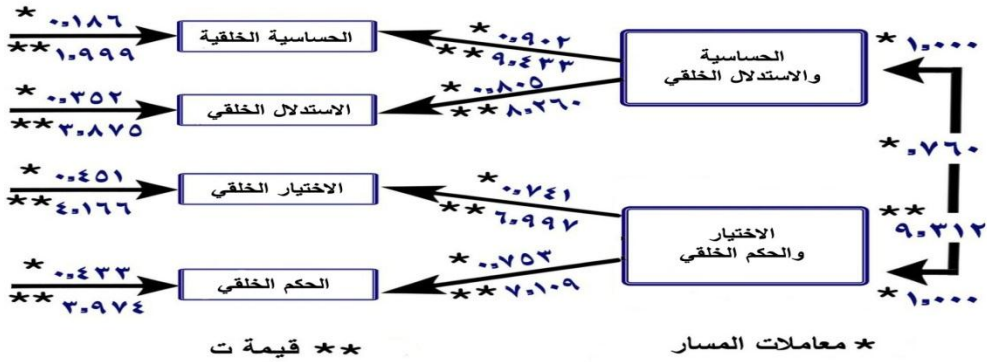 * ٠,١٨٦
** ١,٩٩٩
الحساسية الخلقية
* ٠,٩٠٢
** ٩,٤٣٣
الحساسية
والاستدلال الخلقي
* ١,٠٠٠
* ٠,٣٥٢
** ٣,٨٧٥
الاستدلال الخلقي
* ٠,٨٠٥
** ٨,٢٦٠
* ,٧٦٠
** ٩,٣١٢
* ٠,٤٥١
** ٤,١٦٦
الاختيار الخلقي
* ٠,٧٤١
** ٦,٩٩٧
الاختيار
والحكم الخلقي
* ١,٠٠٠
* ٠,٤٣٣
** ٣,٩٧٤
الحكم الخلقي
* ٠,٧٥٣
** ٧,١٠٩
* معاملات المسار
** قيمة ت